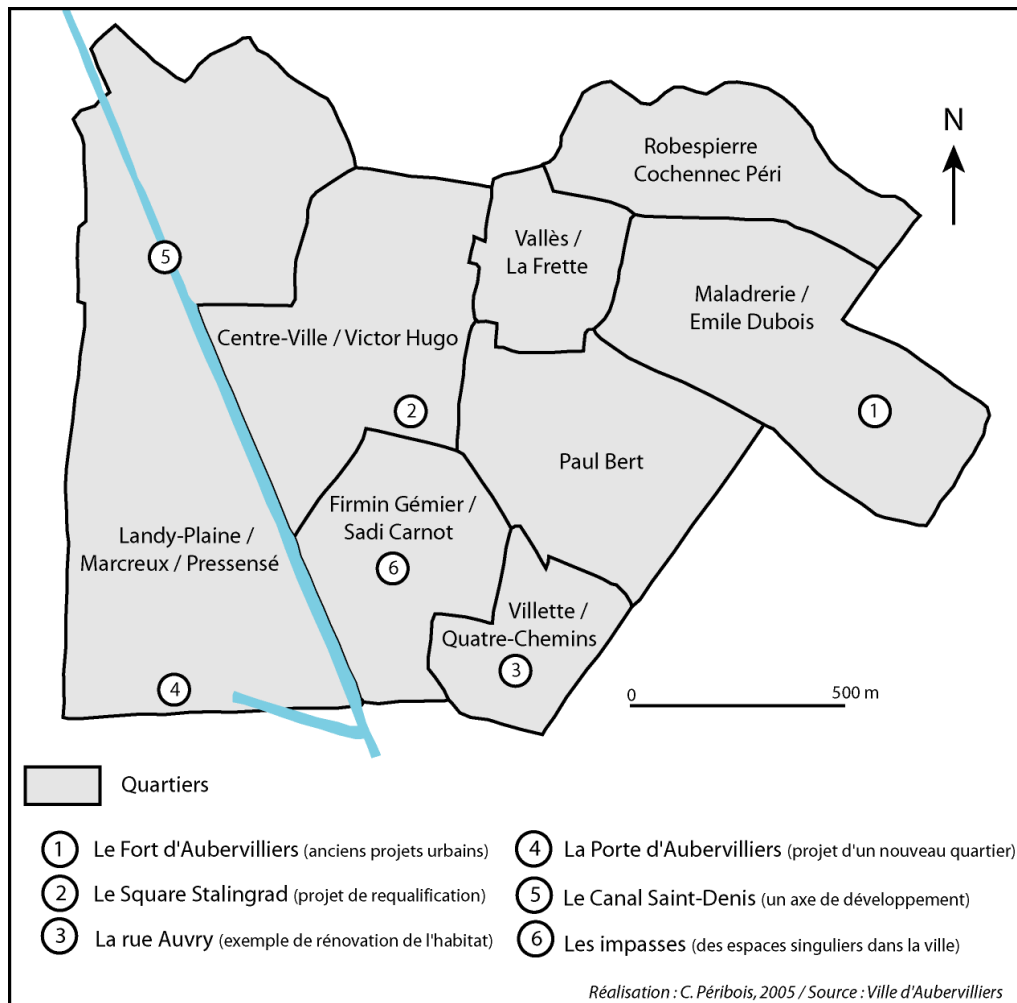 N
Robespierre
Cochennec Péri
Vallès /
La Frette
Maladrerie /
Emile Dubois
5
Centre-Ville / Victor Hugo
2
1
Paul Bert
Firmin Gémier /
Sadi Carnot
Landy-Plaine /
Marcreux / Pressensé
6
Villette /
Quatre-Chemins
3
4
0 500 m
Quartiers
1 Le Fort d'Aubervilliers (anciens projets urbains)
2 Le Square Stalingrad (projet de requalification)
3 La rue Auvry (exemple de rénovation de l'habitat)
4 La Porte d'Aubervilliers (projet d'un nouveau quartier)
5 Le Canal Saint-Denis (un axe de développement)
6 Les impasses (des espaces singuliers dans la ville)
Réalisation : C. Péribois, 2005 / Source : Ville d'Aubervilliers